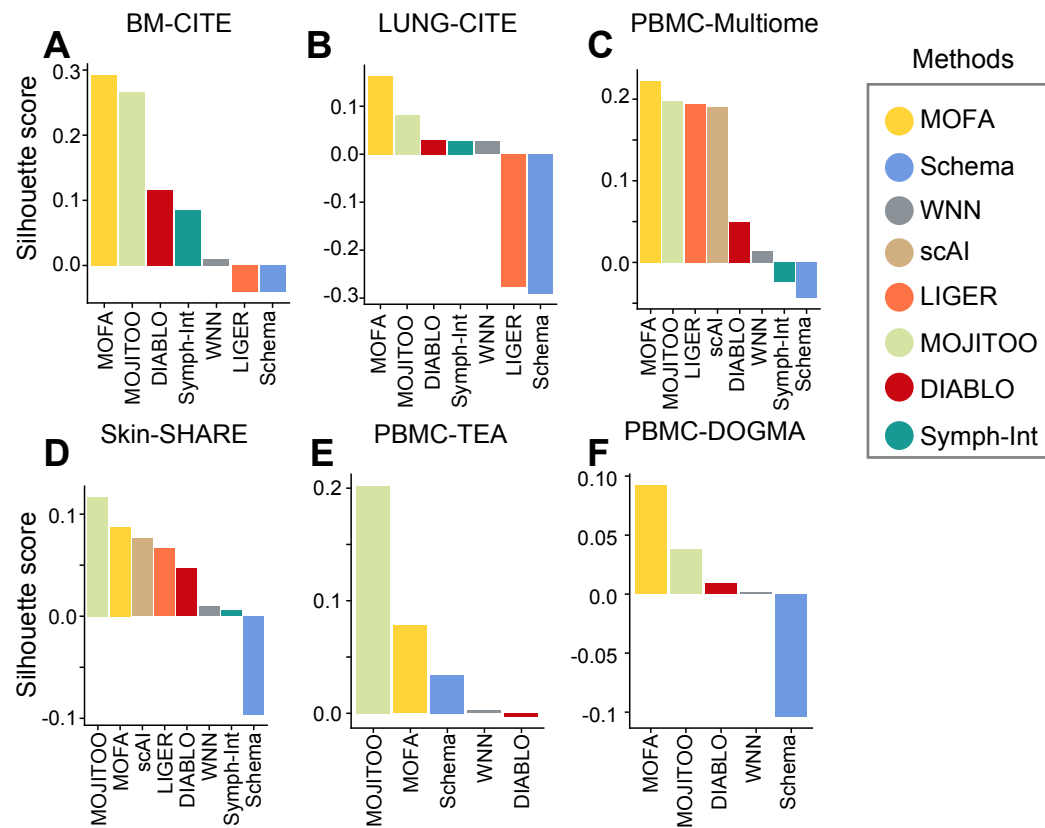 A
BM-CITE
Silhouette score
0.3
0.2
0.1
0.0
MOFA
MOJITOO
DIABLO
Symph-Int
WNN
LIGER
Schema
B
LUNG-CITE
0.1
0.0
-0.1
-0.2
-0.3
MOFA
MOJITOO
DIABLO
Symph-Int
WNN
LIGER
Schema
C
PBMC-Multiome
0.2
0.1
0.0
MOFA
MOJITOO
LIGER
scAI
DIABLO
WNN
Symph-Int
Schema
Methods
MOFA
Schema
WNN
scAI
LIGER
MOJITOO
DIABLO
Symph-Int
D
Skin-SHARE
Silhouette score
0.1
0.0
-0.1
MOJITOO
MOFA
scAI
LIGER
DIABLO
WNN
Symph-Int
Schema
E
PBMC-TEA
0.2
0.1
0.0
MOJITOO
MOFA
Schema
WNN
DIABLO
F
PBMC-DOGMA
0.10
0.05
0.0
-0.05
-0.1
MOFA
MOJITOO
DIABLO
WNN
Schema